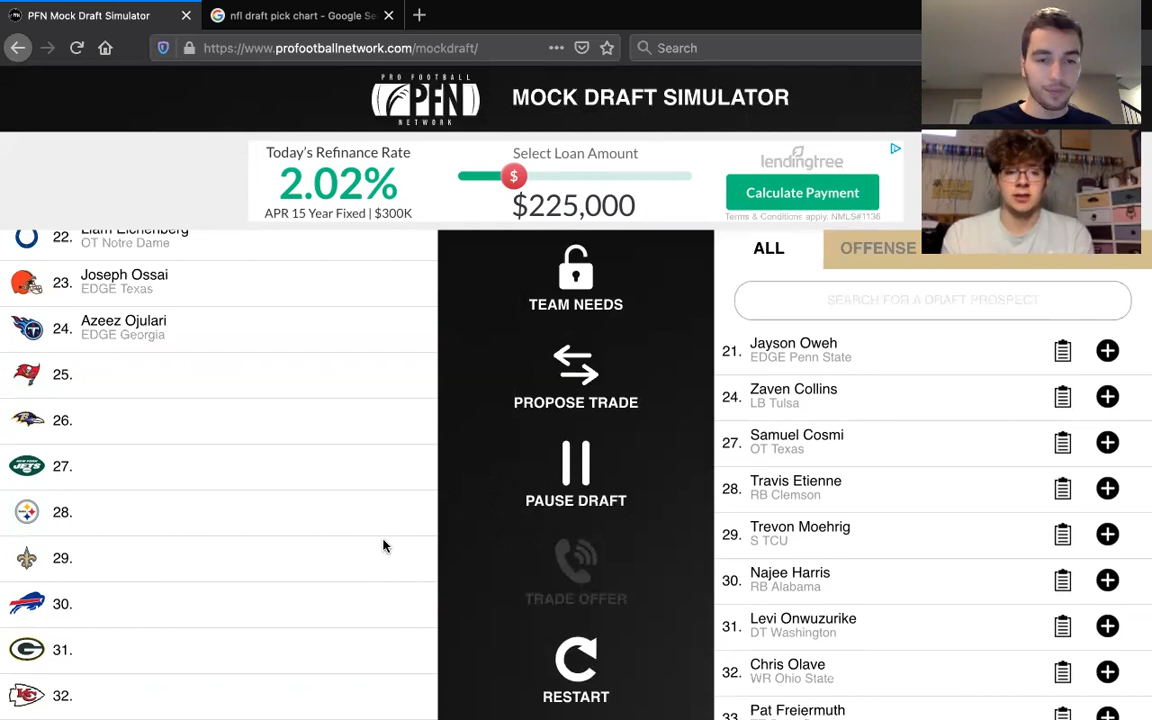 PFN Mock Draft Simulator
nfl draft pick chart - Google Se
https://www.profootballnetwork.com/mockdraft/
Search
PRO FOOTBALL
PFN
NETWORK
MOCK DRAFT SIMULATOR
Today's Refinance Rate
2.02%
APR 15 Year Fixed | $300K
Select Loan Amount
$
$225,000
lendingtree
Calculate Payment
Terms & Conditions apply. NMLS#1136
22. Liam Eichenberg
OT Notre Dame
23. Joseph Ossai
EDGE Texas
24. Azeez Ojulari
EDGE Georgia
25.
26.
27.
JETS
28.
29.
30.
31.
32.
TEAM NEEDS
PROPOSE TRADE
PAUSE DRAFT
TRADE OFFER
RESTART
ALL
OFFENSE
SEARCH FOR A DRAFT PROSPECT
21. Jayson Oweh
EDGE Penn State
24. Zaven Collins
LB Tulsa
27. Samuel Cosmi
OT Texas
28. Travis Etienne
RB Clemson
29. Trevon Moehrig
S TCU
30. Najee Harris
RB Alabama
31. Levi Onwuzurike
DT Washington
32. Chris Olave
WR Ohio State
33. Pat Freiermuth